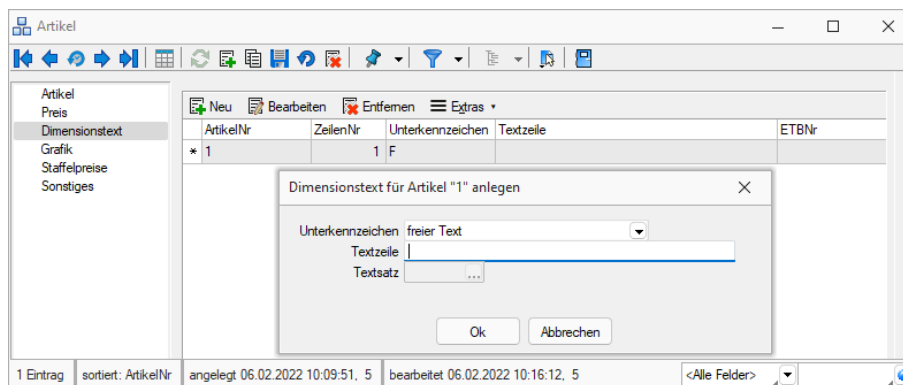 Artikel
Neu Bearbeiten Entfernen Extras
Artikel
Preis
Dimensionstext
Grafik
Staffelpreise
Sonstiges
ArtikelNr ZeilenNr Unterkennzeichen Textzeile ETBNr
* 1 1 F
Dimensionstext für Artikel "1" anlegen
Unterkennzeichen freier Text
Textzeile
Textsatz ...
Ok Abbrechen
1 Eintrag sortiert: ArtikelNr angelegt 06.02.2022 10:09:51, 5 bearbeitet 06.02.2022 10:16:12, 5 <Alle Felder>